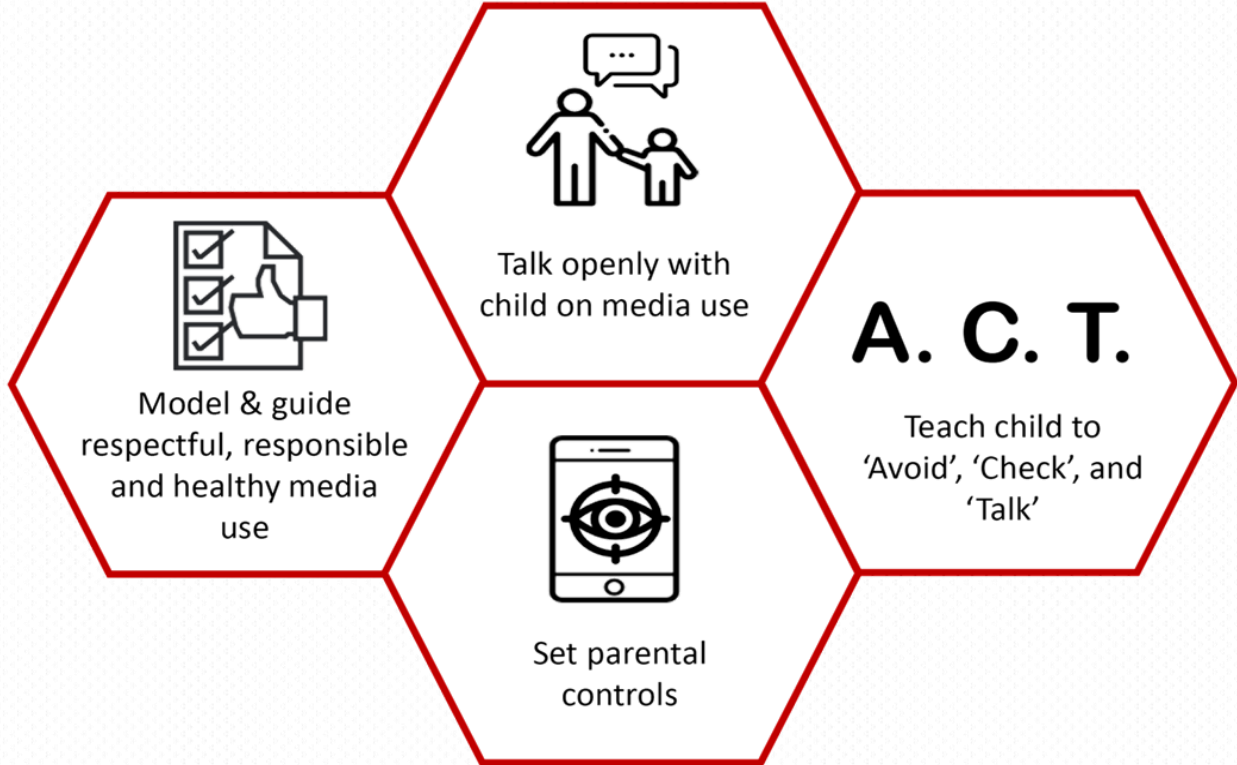 Talk openly with
child on media use
Model & guide
respectful, responsible
and healthy media
use
A. C. T.
Teach child to
‘Avoid’, ‘Check’, and
‘Talk’
Set parental
controls